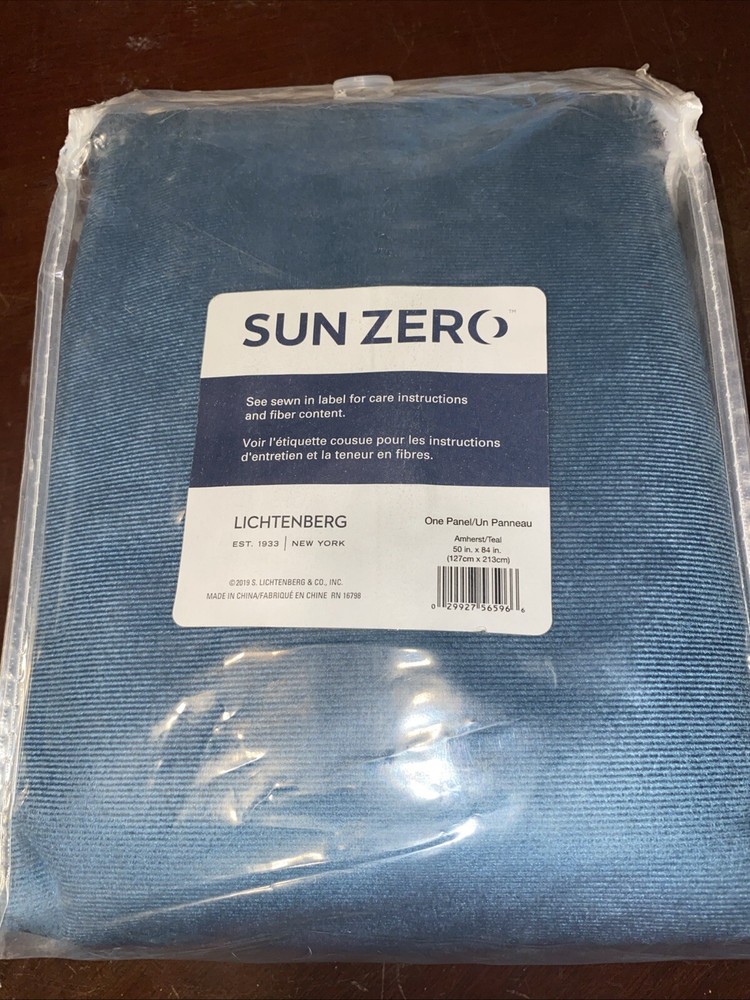 SUN ZERO™
See sewn in label for care instructions
and fiber content.
Voir l'étiquette cousue pour les instructions
d'entretien et la teneur en fibres.
LICHTENBERG
EST. 1933 | NEW YORK
©2019 S. LICHTENBERG & CO., INC.
MADE IN CHINA/FABRIQUÉ EN CHINE RN 16798
One Panel/Un Panneau
Amherst/Teal
50 in. x 84 in.
(127cm x 213cm)
0 29927 56596 6